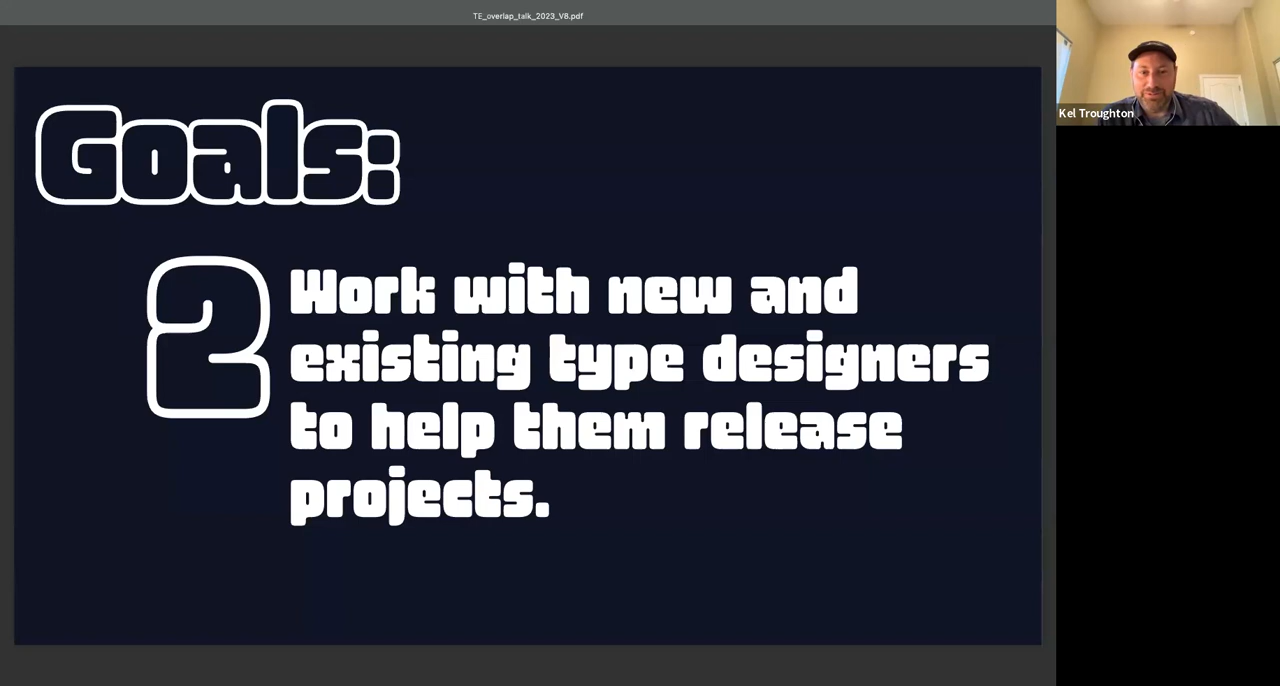 TE_overlap_talk_2023_V8.pdf
Kel Troughton
Goals:
2
Work with new and
existing type designers
to help them release
projects.